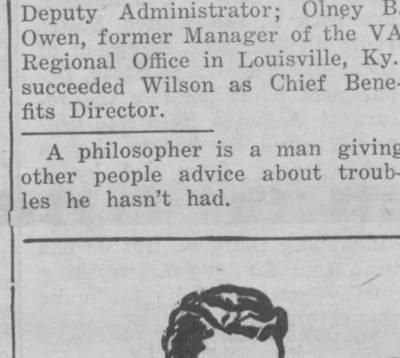 Deputy Administrator; Olney B.
Owen, former Manager of the VA
Regional Office in Louisville, Ky.
succeeded Wilson as Chief Bene-
fits Director.
A philosopher is a man giving
other people advice about troub-
les he hasn't had.